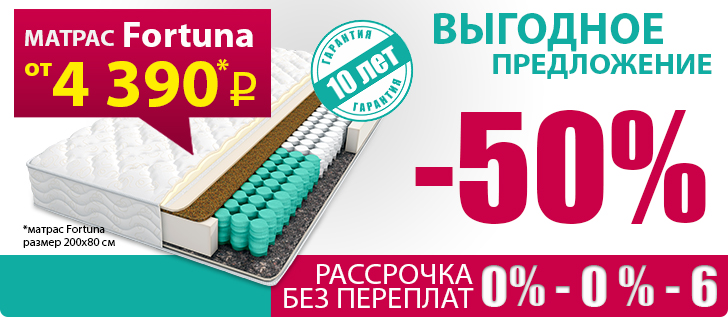 МАТРАС Fortuna
от 4 390* ₽
ГАРАНТИЯ
10 лет
ГАРАНТИЯ
ВЫГОДНОЕ
ПРЕДЛОЖЕНИЕ
-50%
*матрас Fortuna
размер 200х80 см
РАССРОЧКА
БЕЗ ПЕРЕПЛАТ
0% - 0 % - 6